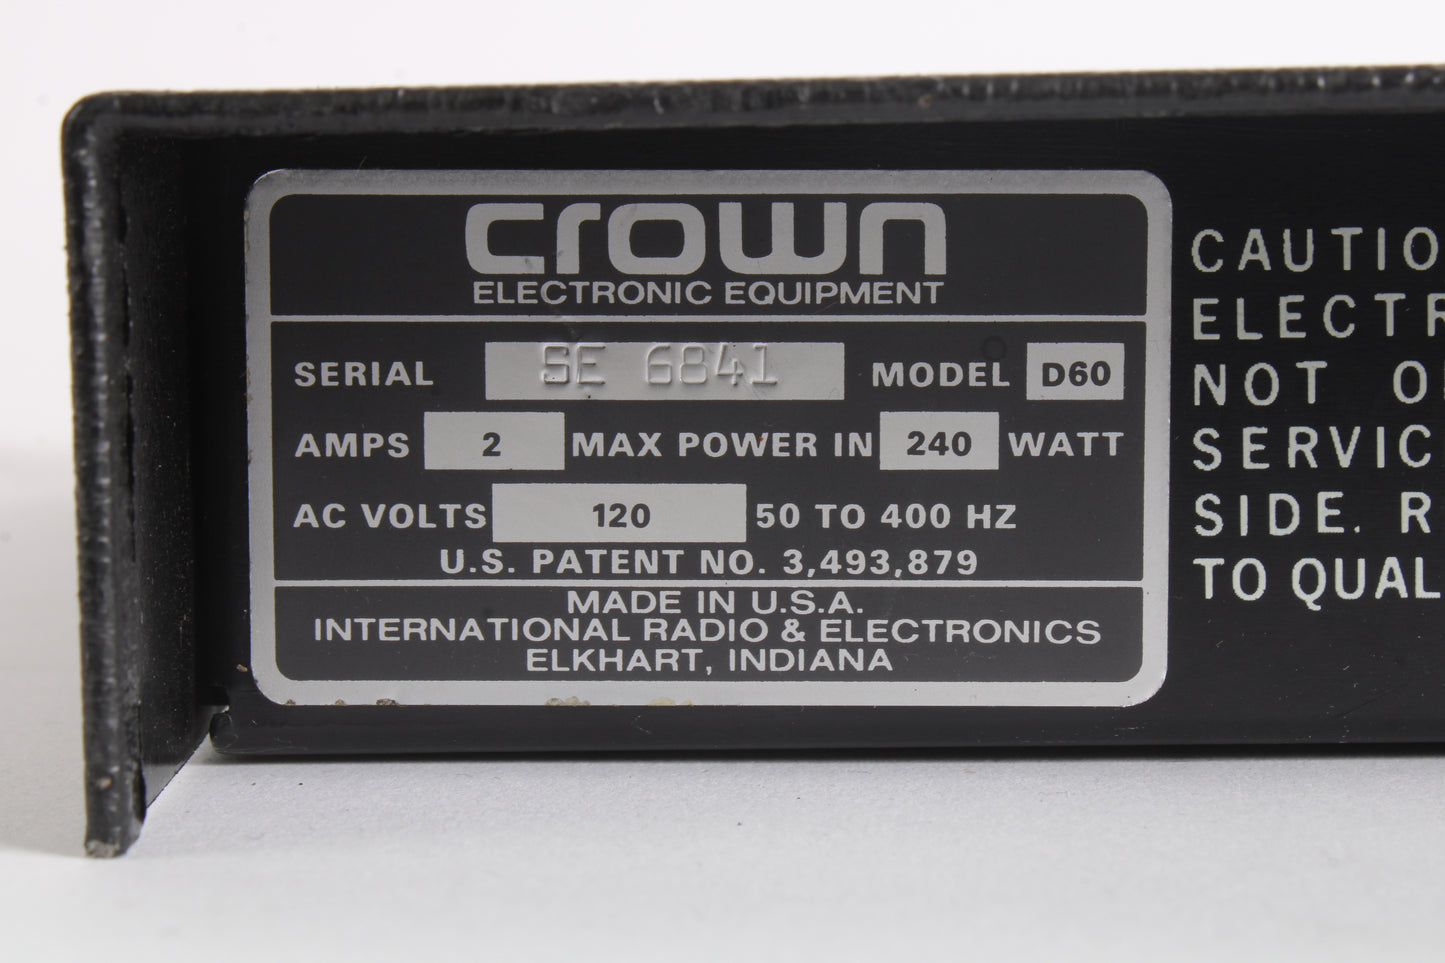 crown
ELECTRONIC EQUIPMENT
SERIAL SE 6841 MODEL D60
AMPS 2 MAX POWER IN 240 WATT
AC VOLTS 120 50 TO 400 HZ
U.S. PATENT NO. 3,493,879
MADE IN U.S.A.
INTERNATIONAL RADIO & ELECTRONICS
ELKHART, INDIANA
CAUTIO
ELECTR
NOT O
SERVIC
SIDE. R
TO QUAL